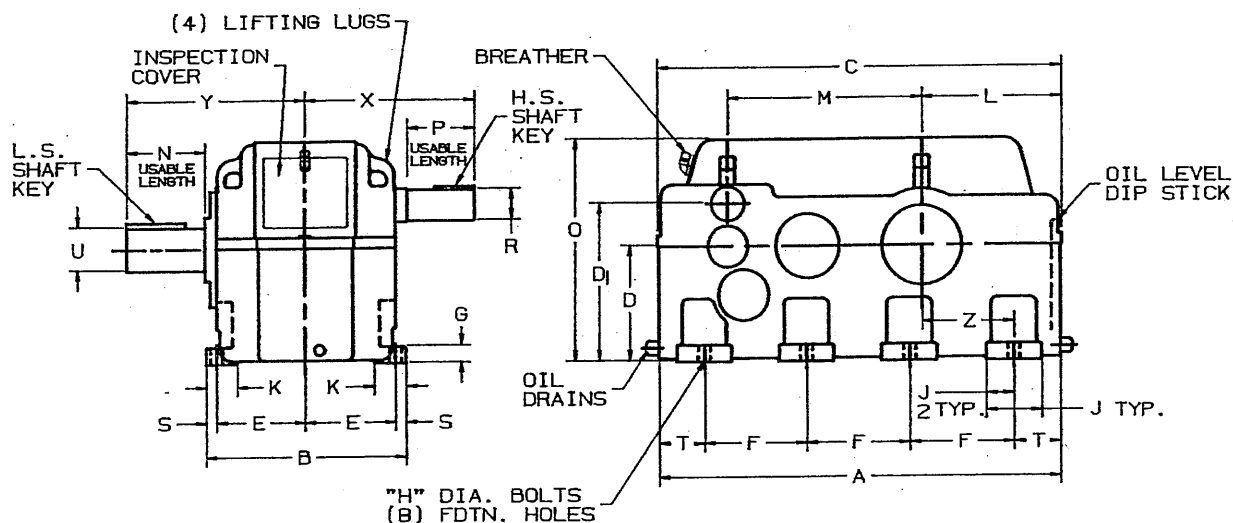 (4) LIFTING LUGS
INSPECTION
COVER
Y
X
H.S.
SHAFT
KEY
P
USABLE
LENGTH
N
USABLE
LENGTH
L.S.
SHAFT
KEY
U
R
G
K
K
S
E
E
S
B
"H" DIA. BOLTS
(8) FDTN. HOLES
BREATHER
C
M
L
OIL LEVEL
DIP STICK
O
D1
D
Z
OIL
DRAINS
J
2 TYP.
J TYP.
T
F
F
F
T
A